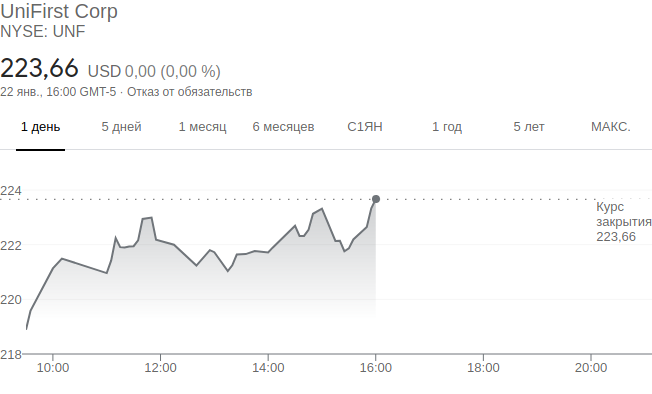 UniFirst Corp
NYSE: UNF
223,66 USD 0,00 (0,00 %)
22 янв., 16:00 GMT-5 · Отказ от обязательств
1 день 5 дней 1 месяц 6 месяцев С1ЯН 1 год 5 лет МАКС.
224
Курс
закрытия
223,66
222
220
218
10:00 12:00 14:00 16:00 18:00 20:00